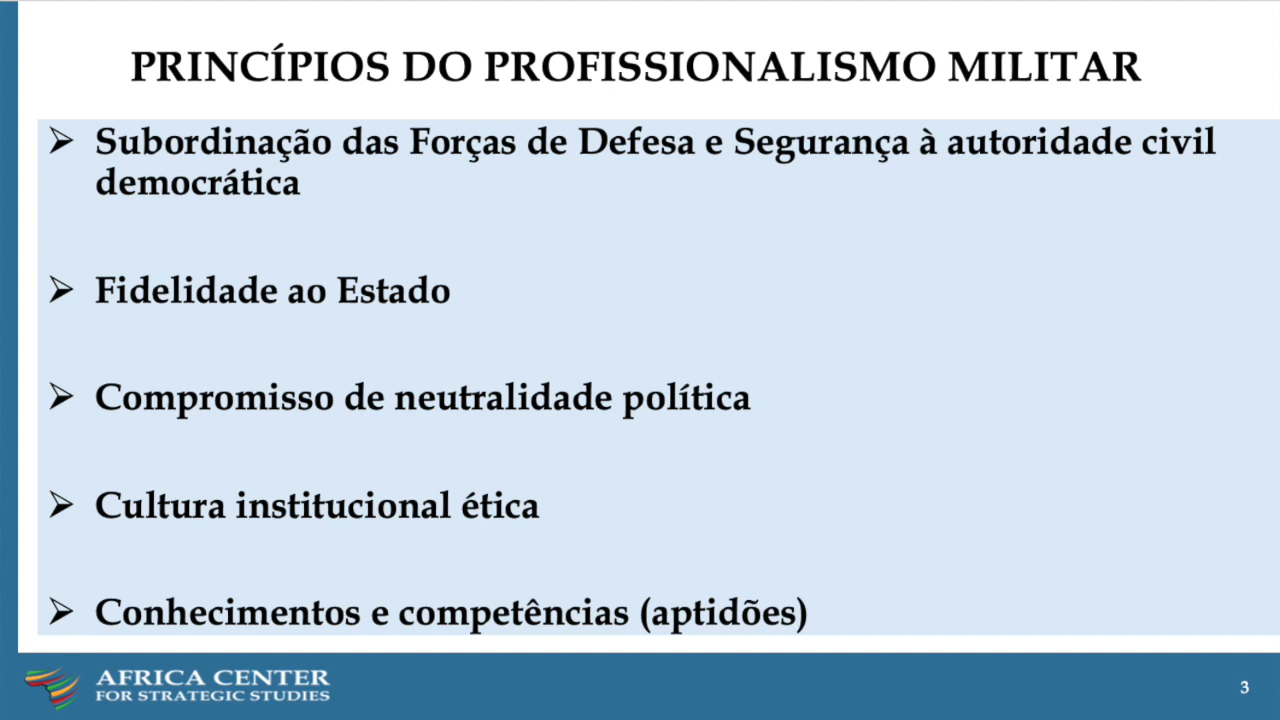 PRINCÍPIOS DO PROFISSIONALISMO MILITAR
➢ Subordinação das Forças de Defesa e Segurança à autoridade civil
democrática
➢ Fidelidade ao Estado
➢ Compromisso de neutralidade política
➢ Cultura institucional ética
➢ Conhecimentos e competências (aptidões)
AFRICA CENTER
FOR STRATEGIC STUDIES
3